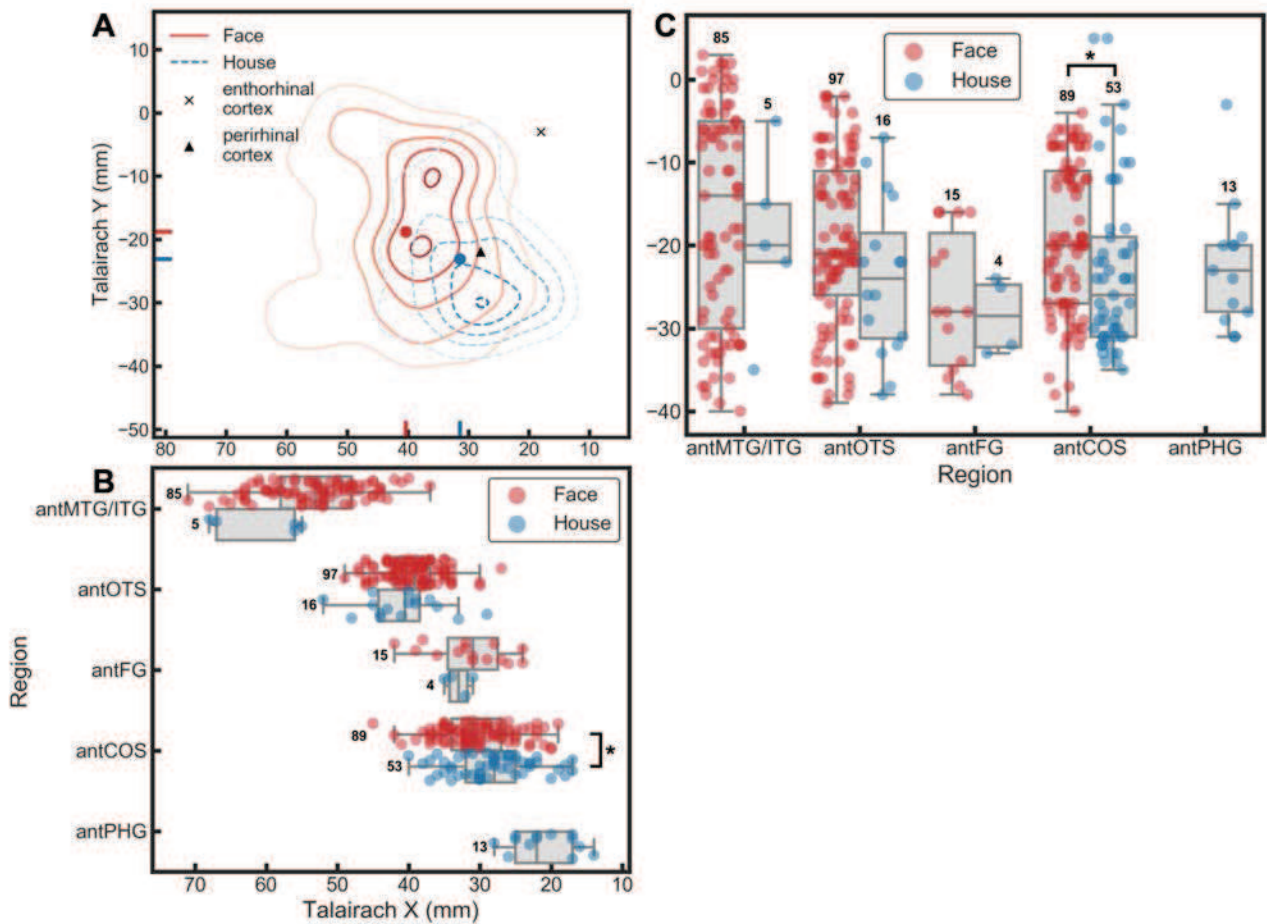 A
Face
House
enthorhinal
cortex
perirhinal
cortex
Talairach Y (mm)
10
0
−10
−20
−30
−40
−50
80 70 60 50 40 30 20 10
B
Face
House
Region
antMTG/ITG
antOTS
antFG
antCOS
antPHG
85
5
97
16
15
4
89
53
13
*
70 60 50 40 30 20 10
Talairach X (mm)
C
Face
House
0
−10
−20
−30
−40
85
5
97
16
15
4
89
53
13
*
antMTG/ITG antOTS antFG antCOS antPHG
Region